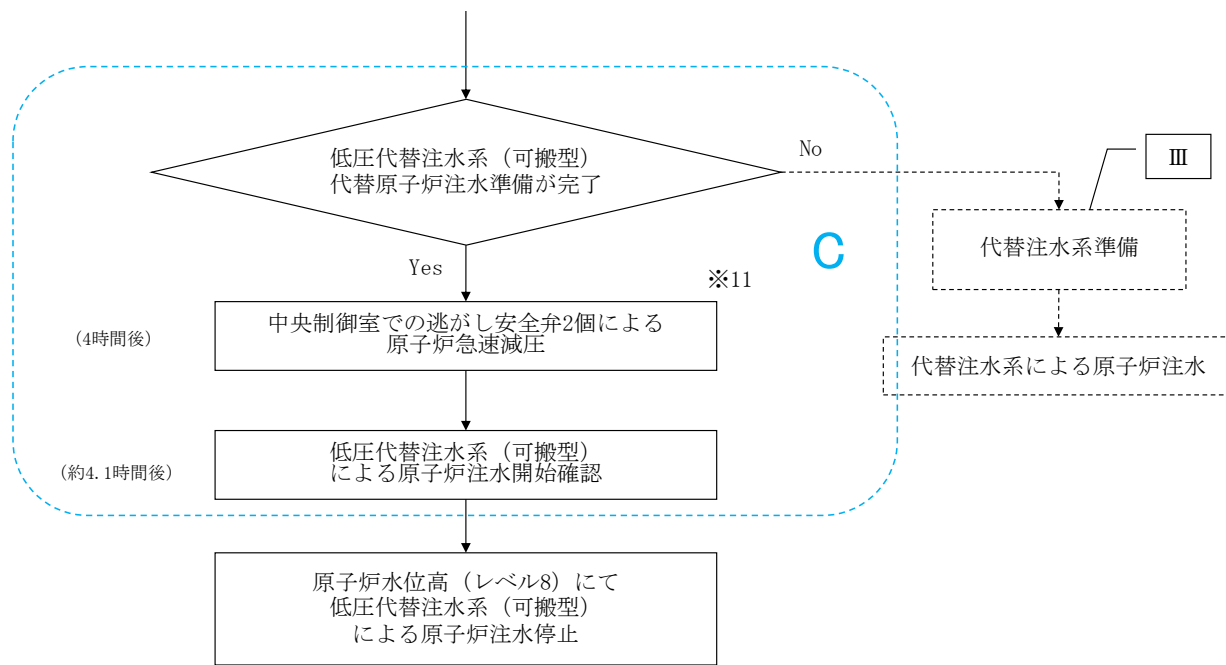 低圧代替注水系（可搬型）
代替原子炉注水準備が完了
No
Ⅲ
代替注水系準備
C
Yes
※11
(4時間後)
中央制御室での逃がし安全弁2個による
原子炉急速減圧
代替注水系による原子炉注水
(約4.1時間後)
低圧代替注水系（可搬型）
による原子炉注水開始確認
原子炉水位高（レベル8）にて
低圧代替注水系（可搬型）
による原子炉注水停止